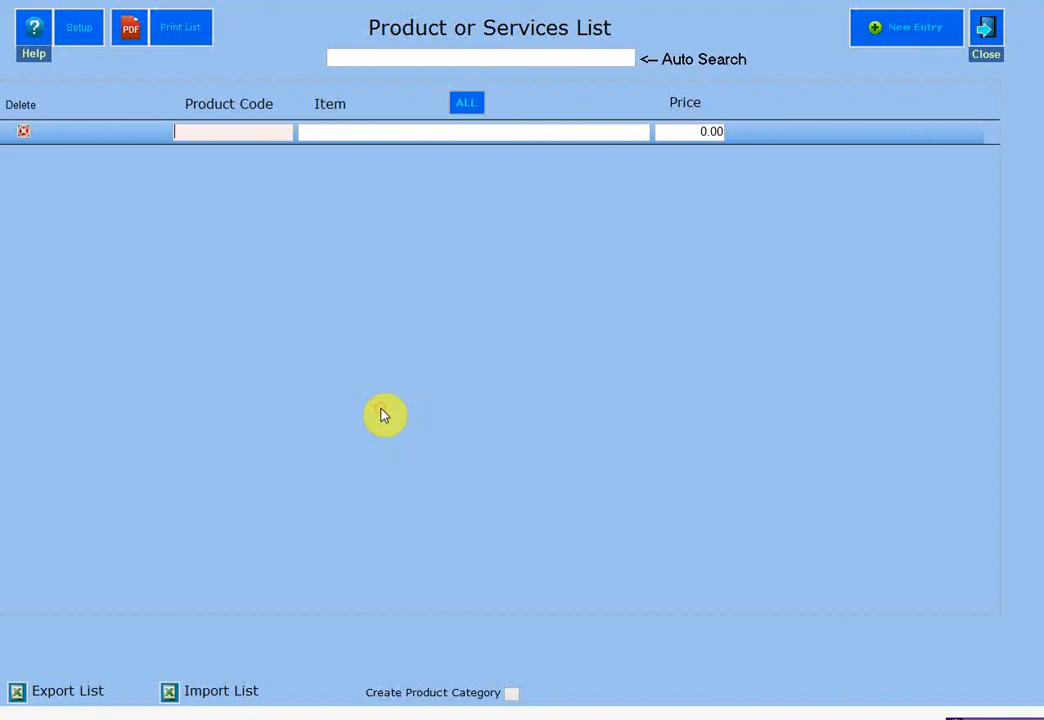 Setup
PDF
Print List
Product or Services List
New Entry
?
Help
<-- Auto Search
Close
Delete
Product Code
Item
ALL
Price
0.00
Export List
Import List
Create Product Category